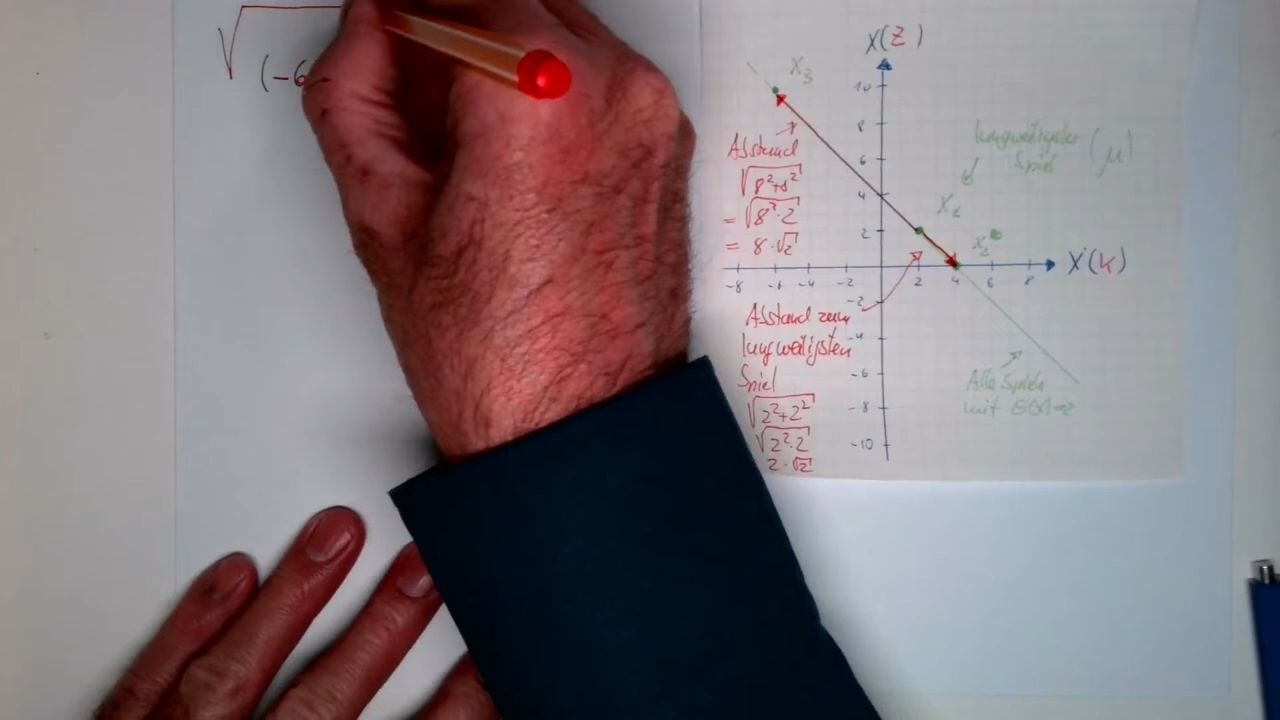 √
(-6
X(Z)
X₃
10
8
6
4
2
-2
-4
-6
-8
-10
-8 -6 -4 -2 2 4 6 8
X(K)
Abstand
√8²+8²
= √8²·2
= 8·√2
langweiligstes
Spiel
(μ)
X₁
X₂
Abstand zum
langweiligsten
Spiel
√2²+2²
√2²·2
2·√2
Alle Spiele
mit E(X)=2